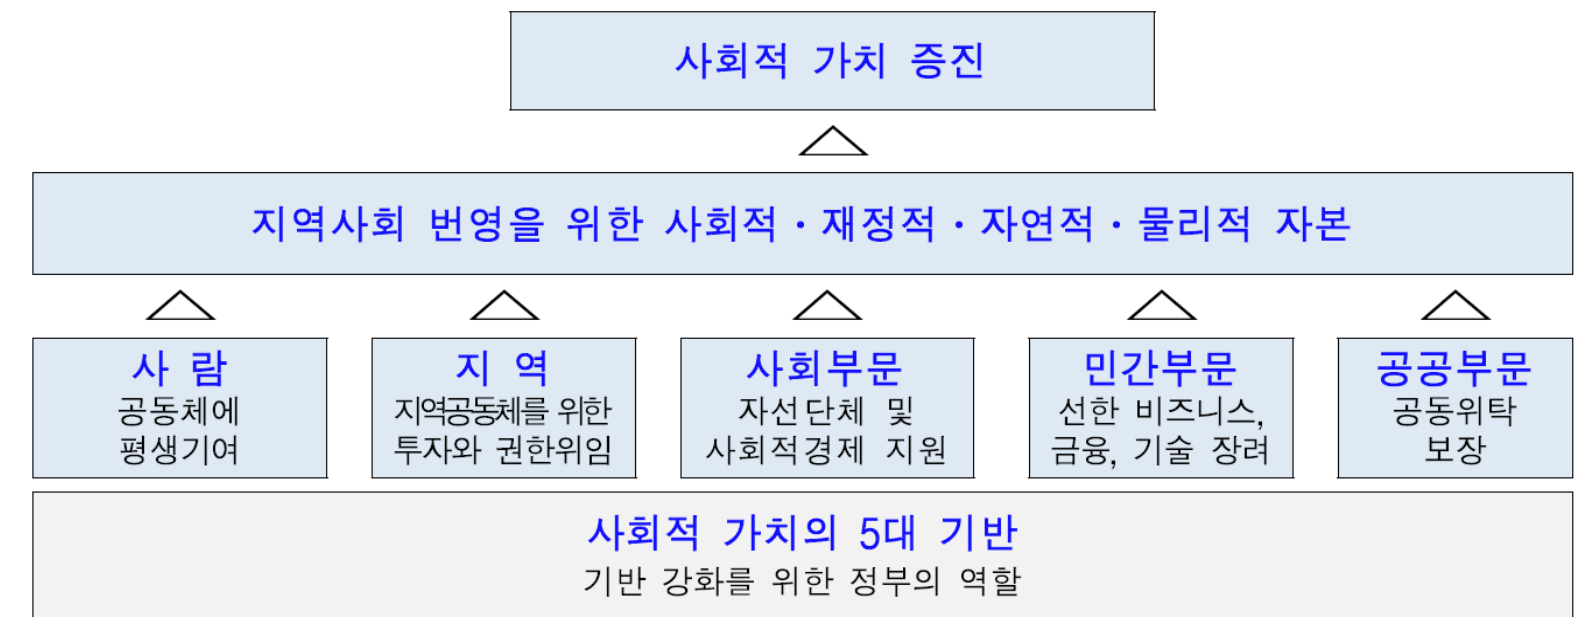 사회적 가치 증진
지역사회 번영을 위한 사회적・재정적・자연적・물리적 자본
사 람
공동체에
평생기여
지 역
지역공동체를 위한
투자와 권한위임
사회부문
자선단체 및
사회적경제 지원
민간부문
선한 비즈니스,
금융, 기술 장려
공공부문
공동위탁
보장
사회적 가치의 5대 기반
기반 강화를 위한 정부의 역할